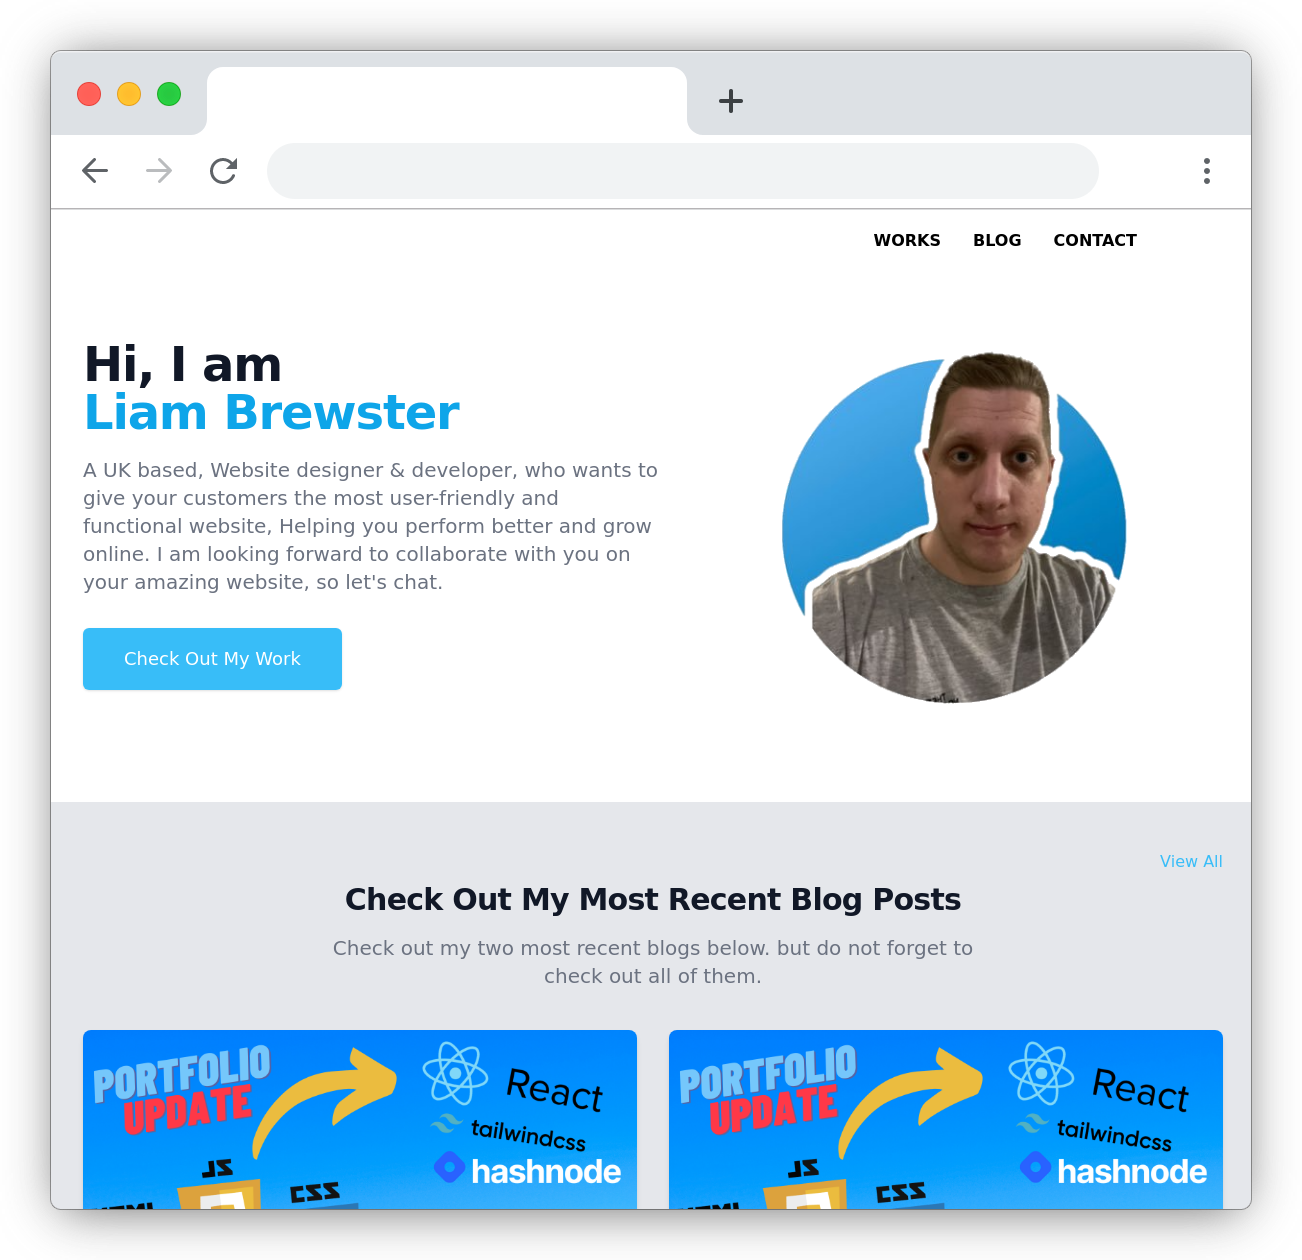 WORKS BLOG CONTACT
Hi, I am
Liam Brewster
A UK based, Website designer & developer, who wants to
give your customers the most user-friendly and
functional website, Helping you perform better and grow
online. I am looking forward to collaborate with you on
your amazing website, so let's chat.
Check Out My Work
View All
Check Out My Most Recent Blog Posts
Check out my two most recent blogs below. but do not forget to
check out all of them.
PORTFOLIO
UPDATE
React
tailwindcss
hashnode
JS
CSS
HTML
PORTFOLIO
UPDATE
React
tailwindcss
hashnode
JS
CSS
HTML